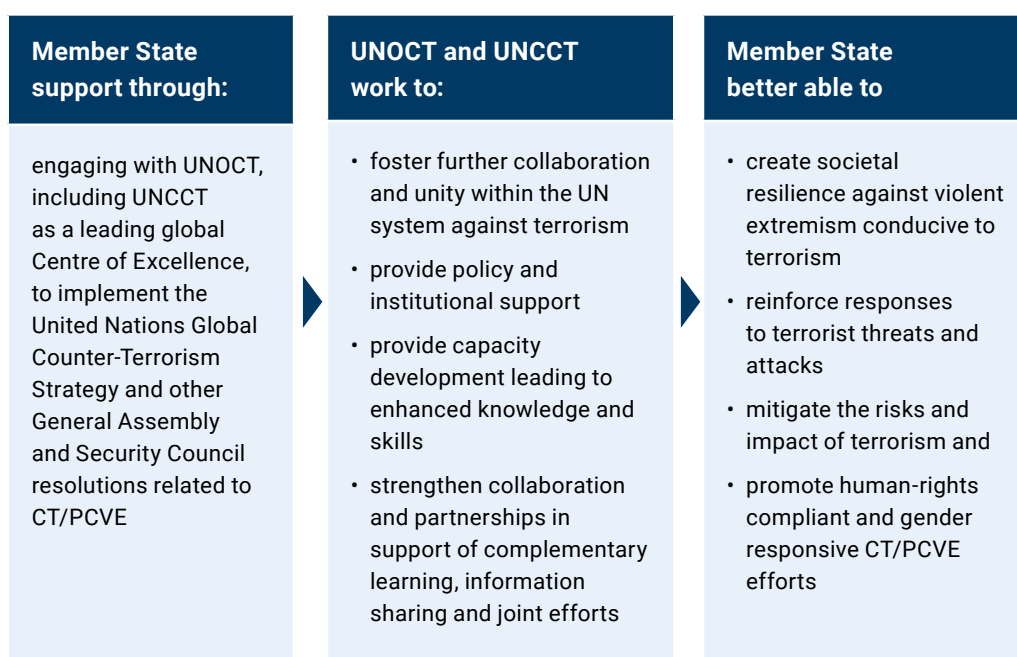 Member State
support through:
engaging with UNOCT,
including UNCCT
as a leading global
Centre of Excellence,
to implement the
United Nations Global
Counter-Terrorism
Strategy and other
General Assembly
and Security Council
resolutions related to
CT/PCVE
UNOCT and UNCCT
work to:
• foster further collaboration
and unity within the UN
system against terrorism
• provide policy and
institutional support
• provide capacity
development leading to
enhanced knowledge and
skills
• strengthen collaboration
and partnerships in
support of complementary
learning, information
sharing and joint efforts
Member State
better able to
• create societal
resilience against violent
extremism conducive to
terrorism
• reinforce responses
to terrorist threats and
attacks
• mitigate the risks and
impact of terrorism and
• promote human-rights
compliant and gender
responsive CT/PCVE
efforts